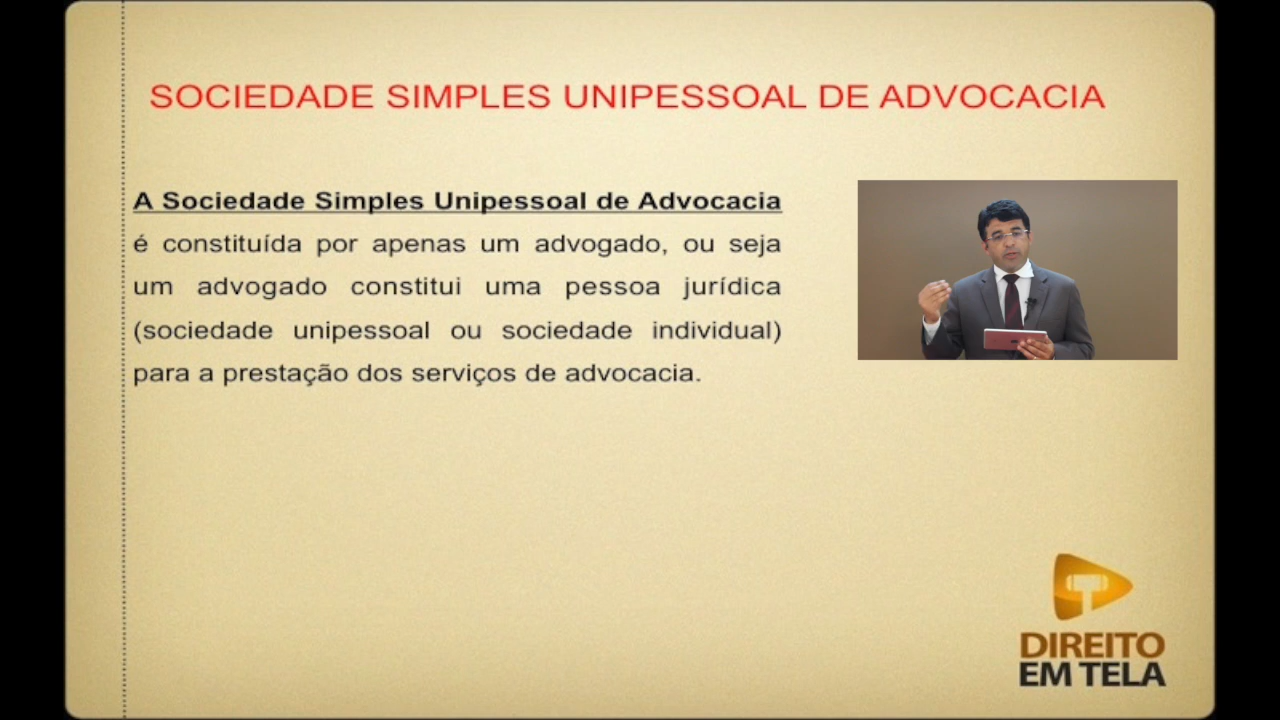 SOCIEDADE SIMPLES UNIPESSOAL DE ADVOCACIA
A Sociedade Simples Unipessoal de Advocacia
é constituída por apenas um advogado, ou seja
um advogado constitui uma pessoa jurídica
(sociedade unipessoal ou sociedade individual)
para a prestação dos serviços de advocacia.
DIREITO
EM TELA